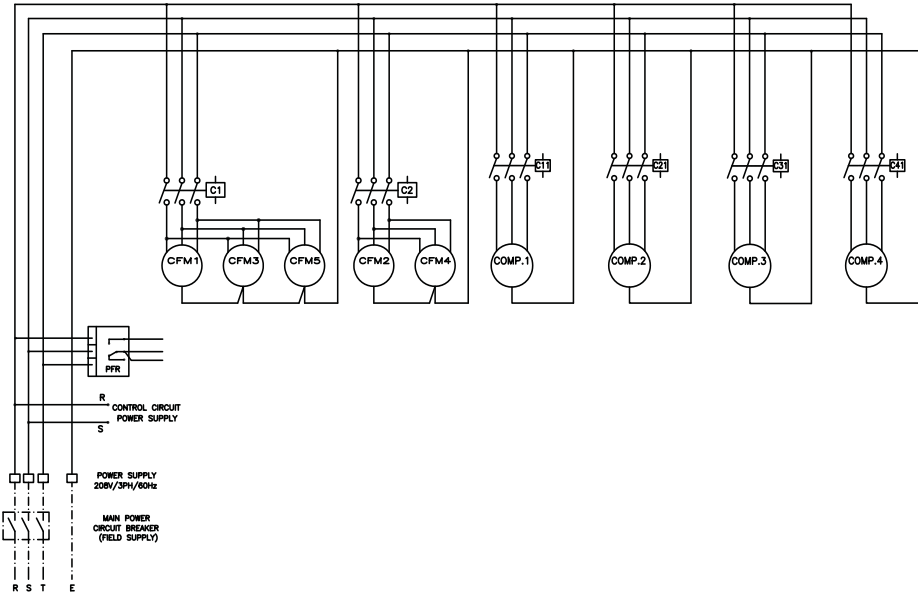 C11
C21
C31
C41
C1
C2
CFM1
CFM3
CFM5
CFM2
CFM4
COMP.1
COMP.2
COMP.3
COMP.4
PFR
R
CONTROL CIRCUIT
POWER SUPPLY
S
POWER SUPPLY
208V/3PH/60Hz
MAIN POWER
CIRCUIT BREAKER
(FIELD SUPPLY)
R S T E